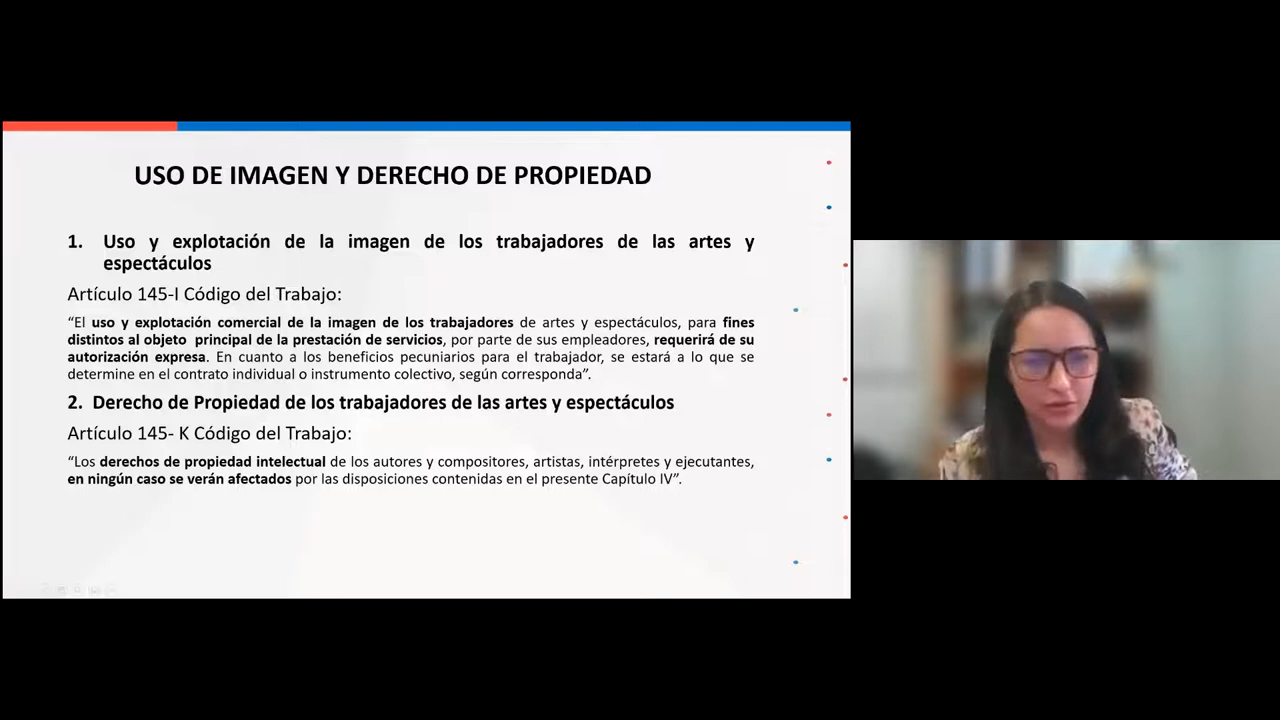 USO DE IMAGEN Y DERECHO DE PROPIEDAD
1. Uso y explotación de la imagen de los trabajadores de las artes y
espectáculos
Artículo 145-I Código del Trabajo:
“El uso y explotación comercial de la imagen de los trabajadores de artes y espectáculos, para fines
distintos al objeto principal de la prestación de servicios, por parte de sus empleadores, requerirá de su
autorización expresa. En cuanto a los beneficios pecuniarios para el trabajador, se estará a lo que se
determine en el contrato individual o instrumento colectivo, según corresponda”.
2. Derecho de Propiedad de los trabajadores de las artes y espectáculos
Artículo 145- K Código del Trabajo:
“Los derechos de propiedad intelectual de los autores y compositores, artistas, intérpretes y ejecutantes,
en ningún caso se verán afectados por las disposiciones contenidas en el presente Capítulo IV”.